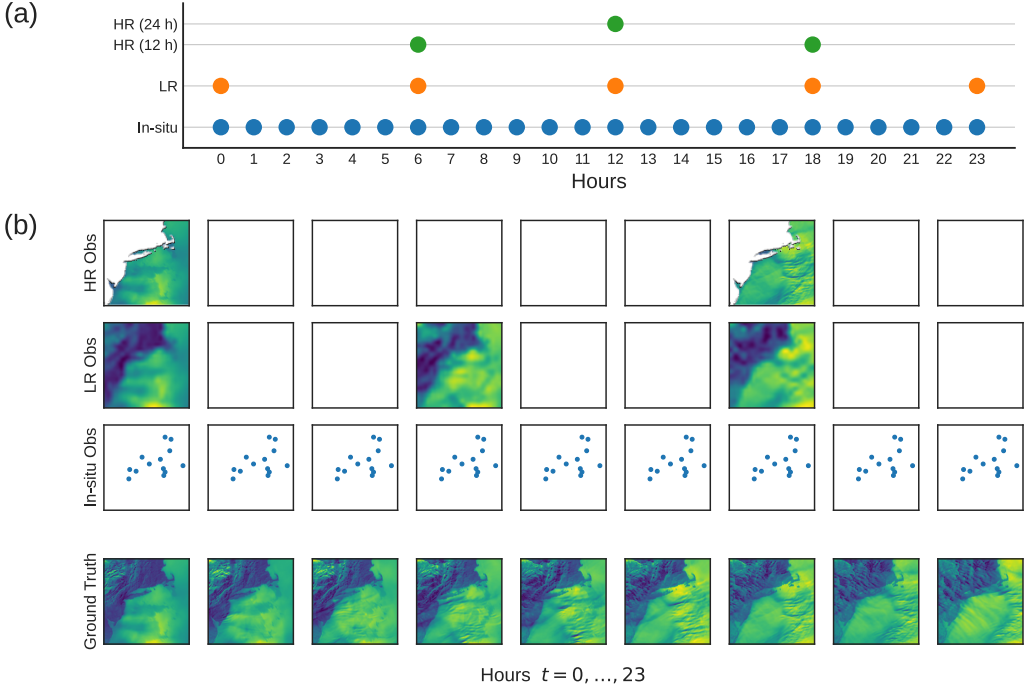 (a)
HR (24 h)
HR (12 h)
LR
In-situ
0 1 2 3 4 5 6 7 8 9 10 11 12 13 14 15 16 17 18 19 20 21 22 23
Hours
(b)
HR Obs
LR Obs
In-situ Obs
Ground Truth
Hours t = 0, ..., 23